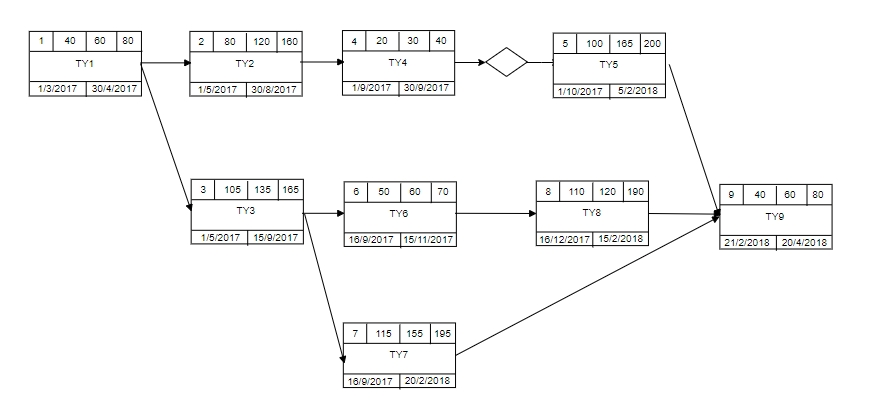 1 40 60 80
TY1
1/3/2017 30/4/2017
2 80 120 160
TY2
1/5/2017 30/8/2017
4 20 30 40
TY4
1/9/2017 30/9/2017
5 100 165 200
TY5
1/10/2017 5/2/2018
3 105 135 165
TY3
1/5/2017 15/9/2017
6 50 60 70
TY6
16/9/2017 15/11/2017
8 110 120 190
TY8
16/12/2017 15/2/2018
9 40 60 80
TY9
21/2/2018 20/4/2018
7 115 155 195
TY7
16/9/2017 20/2/2018